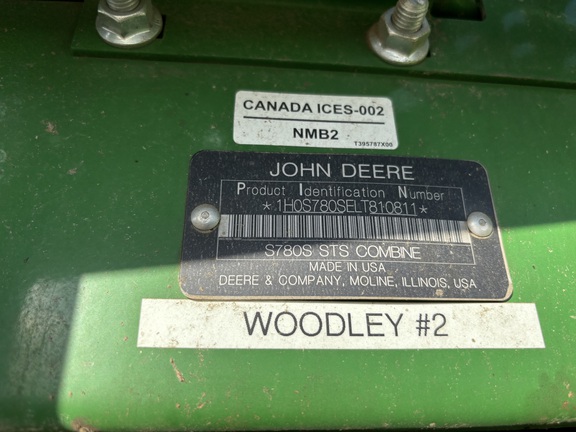 CANADA ICES-002
NMB2
T395787X00
JOHN DEERE
Product Identification Number
*1H0S780SELT810811*
S780S STS COMBINE
MADE IN USA
DEERE & COMPANY, MOLINE, ILLINOIS, USA
WOODLEY #2